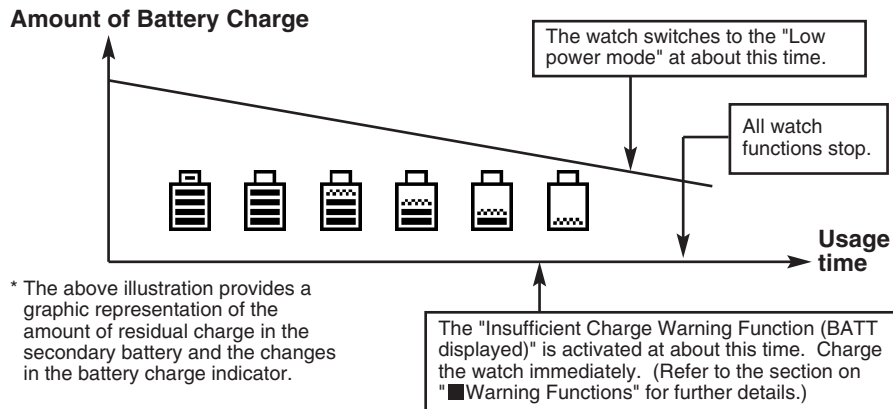 Amount of Battery Charge
The watch switches to the "Low
power mode" at about this time.
All watch
functions stop.
Usage
time
* The above illustration provides a
graphic representation of the
amount of residual charge in the
secondary battery and the changes
in the battery charge indicator.
The "Insufficient Charge Warning Function (BATT
displayed)" is activated at about this time.  Charge
the watch immediately.  (Refer to the section on
"■Warning Functions" for further details.)